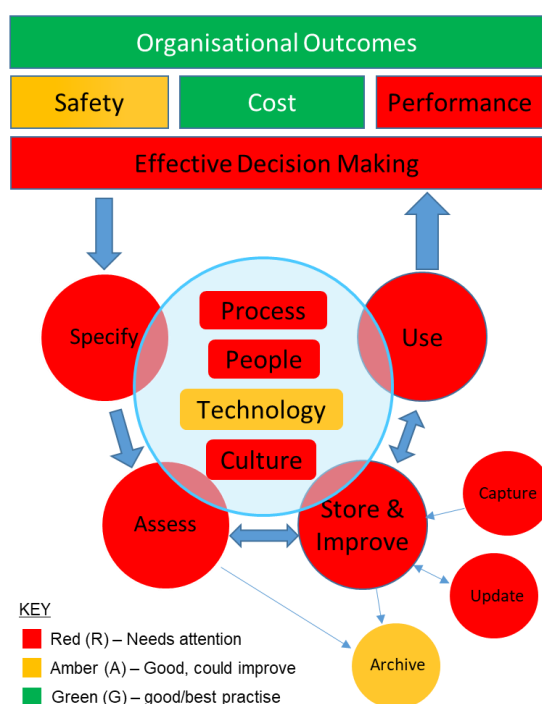 Organisational Outcomes
Safety
Cost
Performance
Effective Decision Making
Specify
Process
People
Technology
Culture
Use
Assess
Store &
Improve
Capture
Update
Archive
KEY
Red (R) – Needs attention
Amber (A) – Good, could improve
Green (G) – good/best practise